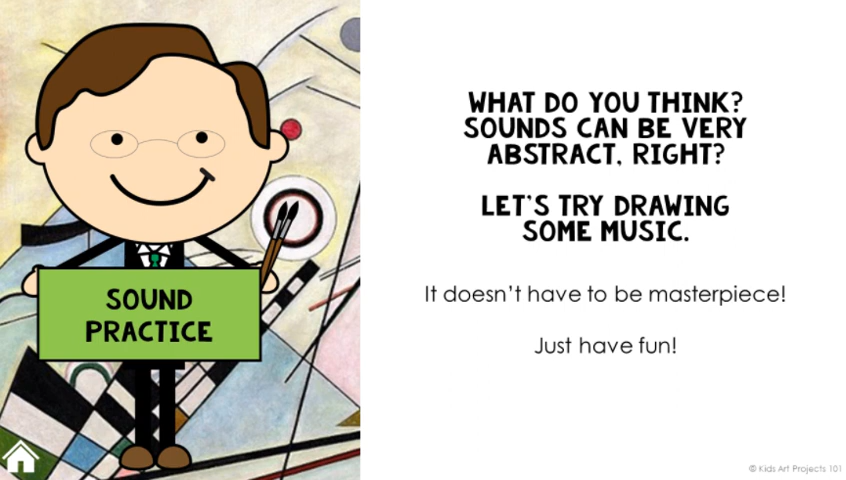 SOUND
PRACTICE
WHAT DO YOU THINK?
SOUNDS CAN BE VERY
ABSTRACT, RIGHT?
LET'S TRY DRAWING
SOME MUSIC.
It doesn't have to be masterpiece!
Just have fun!
© Kids Art Projects 101